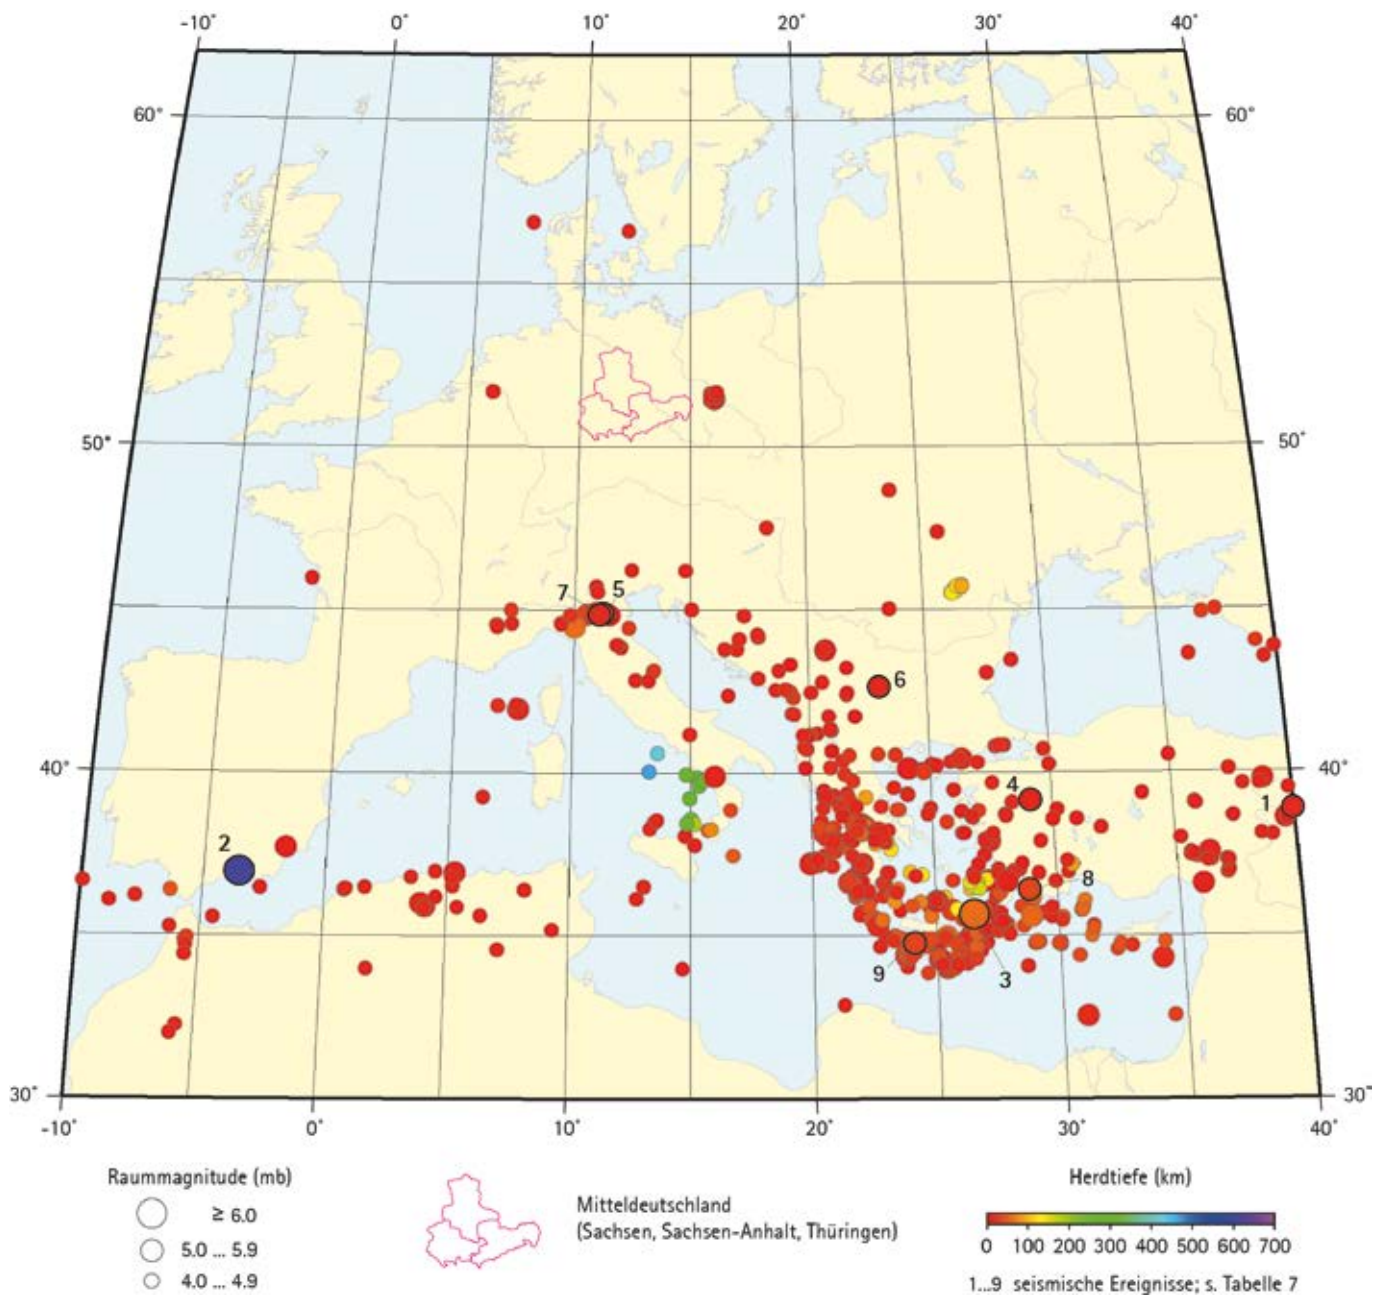 -10° 0° 10° 20° 30° 40°
60° 60°
50° 50°
7 5
6
40° 40°
4
1
2
8
9
3
30° 30°
-10° 0° 10° 20° 30° 40°
Raummagnitude (mb)
≥ 6.0
5.0 ... 5.9
4.0 ... 4.9
Mitteldeutschland
(Sachsen, Sachsen-Anhalt, Thüringen)
Herdtiefe (km)
0 100 200 300 400 500 600 700
1...9 seismische Ereignisse; s. Tabelle 7